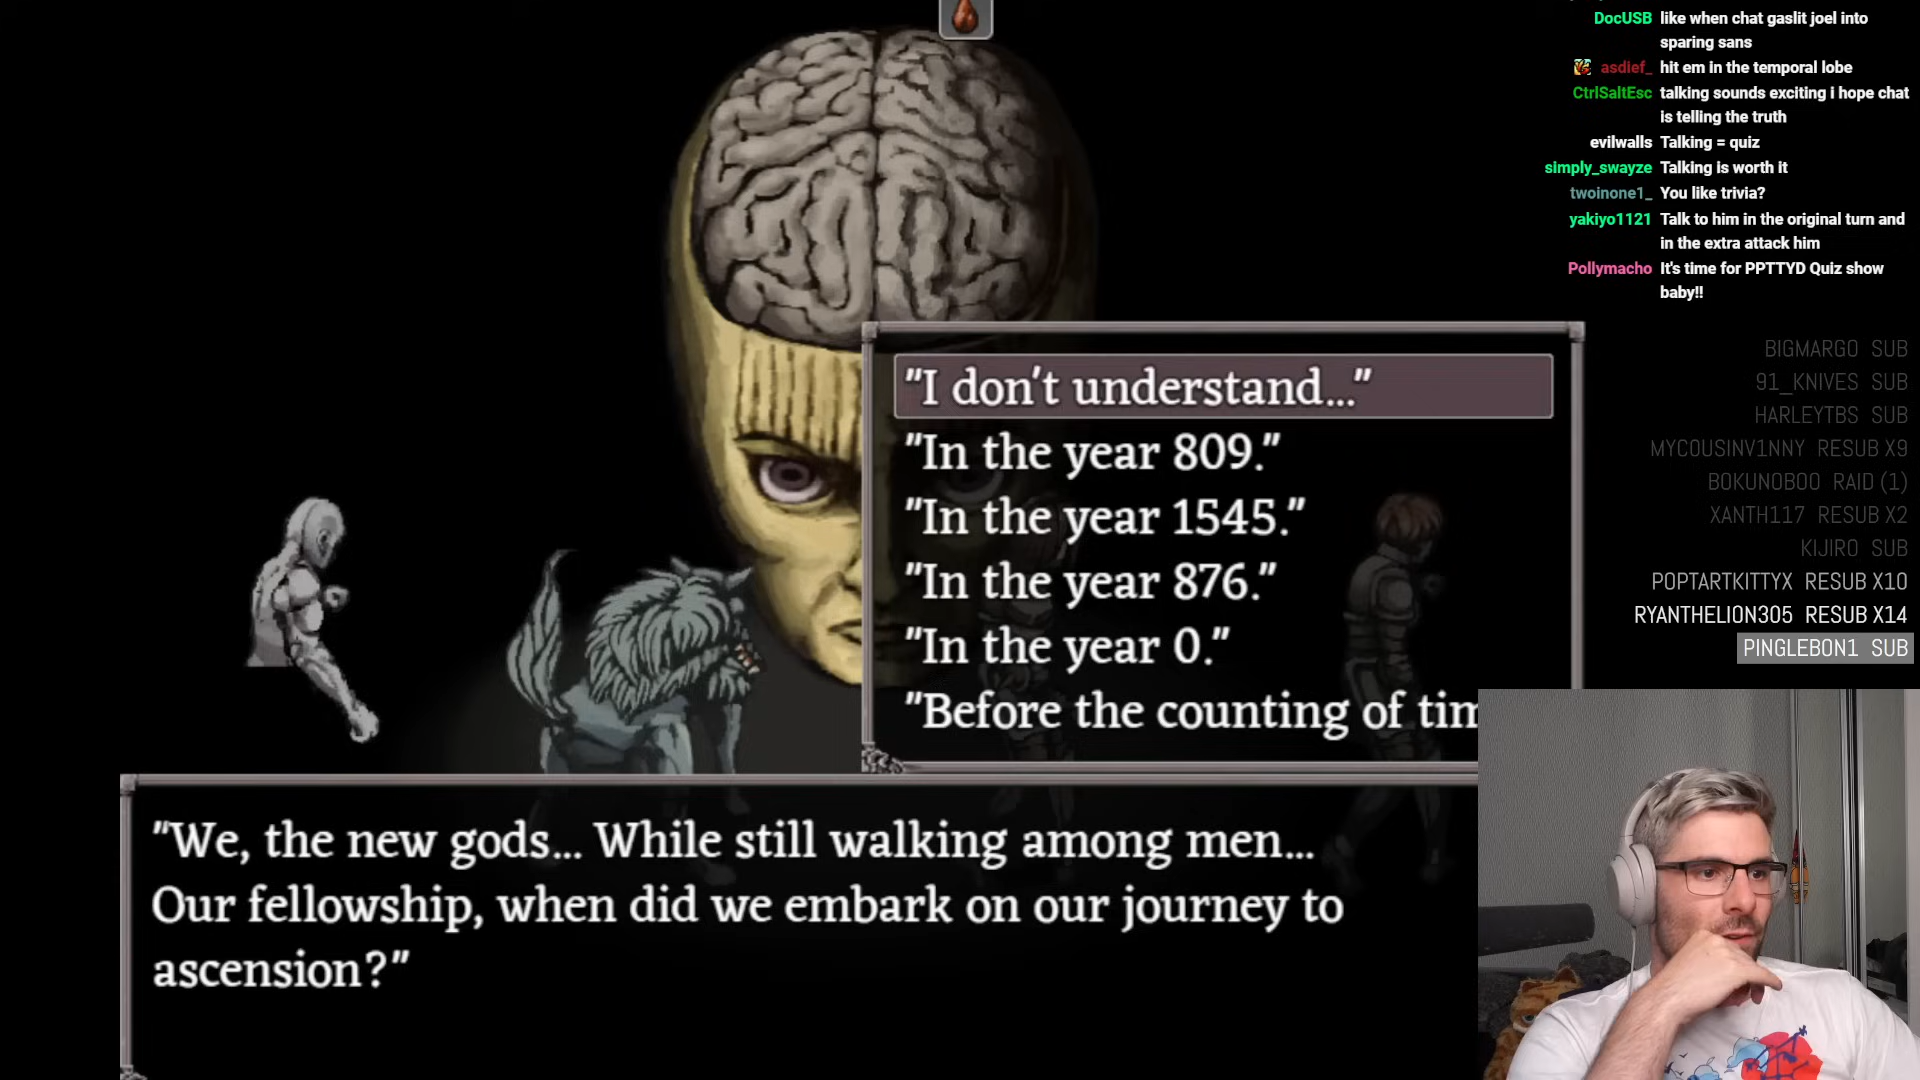 DocUSB like when chat gaslit joel into
sparing sans
asdief_ hit em in the temporal lobe
CtrlSaltEsc talking sounds exciting i hope chat
is telling the truth
evilwalls Talking = quiz
simply_swayze Talking is worth it
twoinone1_ You like trivia?
yakiyo1121 Talk to him in the original turn and
in the extra attack him
Pollymacho It's time for PPTTYD Quiz show
baby!!
BIGMARGO SUB
91_KNIVES SUB
HARLEYTBS SUB
MYCOUSINV1NNY RESUB X9
BOKUNOBOO RAID (1)
XANTH117 RESUB X2
KIJIRO SUB
POPTARTKITTYX RESUB X10
RYANTHELION305 RESUB X14
PINGLEBON1 SUB
"I don't understand..."
"In the year 809."
"In the year 1545."
"In the year 876."
"In the year 0."
"Before the counting of tim
"We, the new gods... While still walking among men...
Our fellowship, when did we embark on our journey to
ascension?"